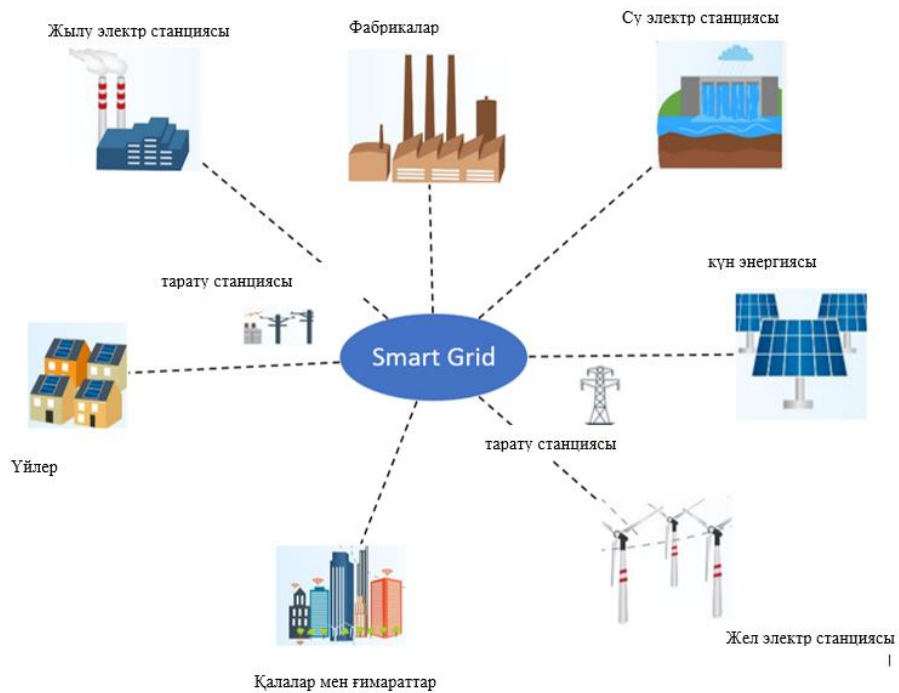 Жылу электр станциясы
Фабрикалар
Су электр станциясы
тарату станциясы
күн энергиясы
Smart Grid
тарату станциясы
Үйлер
Жел электр станциясы
Қалалар мен ғимараттар